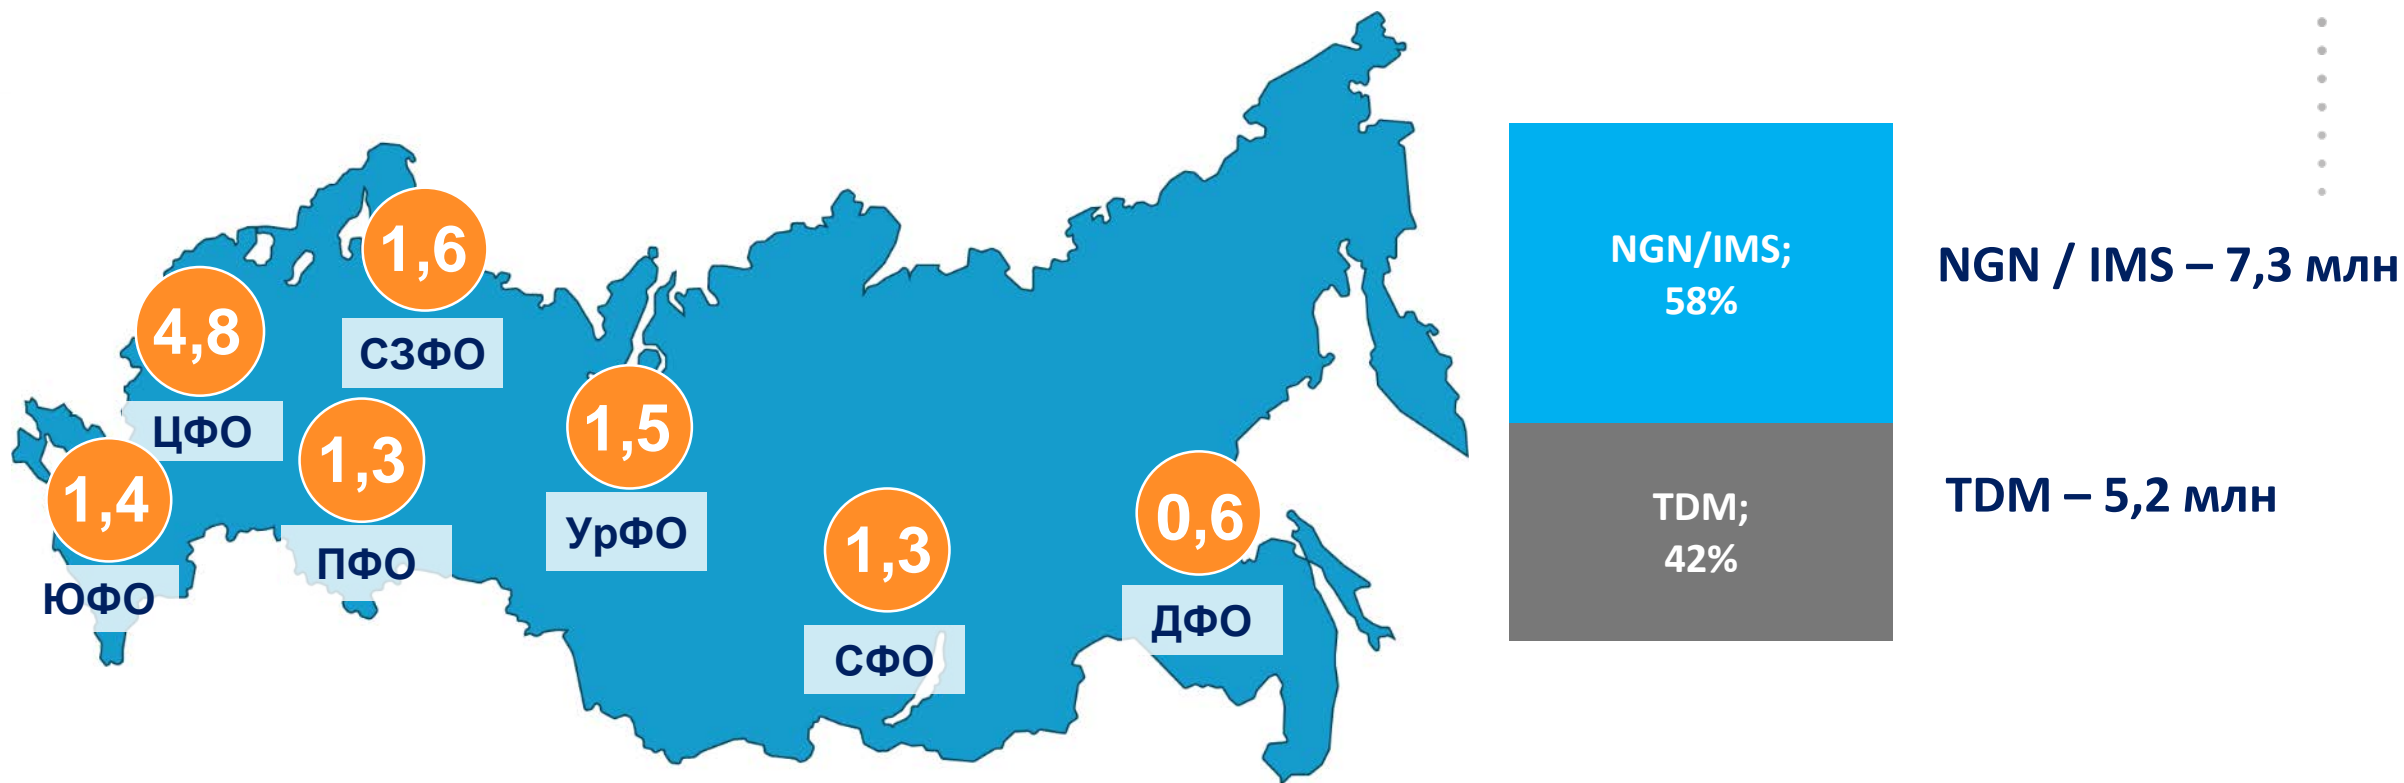 1,6
СЗФО
4,8
ЦФО
1,4
ЮФО
1,3
ПФО
1,5
УрФО
1,3
СФО
0,6
ДФО
NGN/IMS;
58%
TDM;
42%
NGN / IMS – 7,3 млн
TDM – 5,2 млн